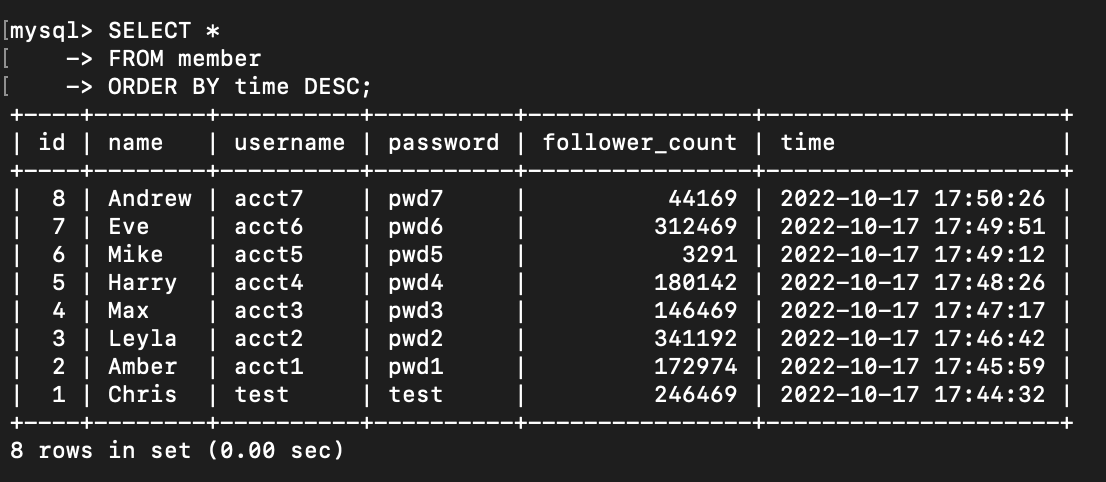 mysql> SELECT *
    -> FROM member
    -> ORDER BY time DESC;
+----+--------+----------+----------+----------------+---------------------+
| id | name   | username | password | follower_count | time                |
+----+--------+----------+----------+----------------+---------------------+
|  8 | Andrew | acct7    | pwd7     |          44169 | 2022-10-17 17:50:26 |
|  7 | Eve    | acct6    | pwd6     |         312469 | 2022-10-17 17:49:51 |
|  6 | Mike   | acct5    | pwd5     |           3291 | 2022-10-17 17:49:12 |
|  5 | Harry  | acct4    | pwd4     |         180142 | 2022-10-17 17:48:26 |
|  4 | Max    | acct3    | pwd3     |         146469 | 2022-10-17 17:47:17 |
|  3 | Leyla  | acct2    | pwd2     |         341192 | 2022-10-17 17:46:42 |
|  2 | Amber  | acct1    | pwd1     |         172974 | 2022-10-17 17:45:59 |
|  1 | Chris  | test     | test     |         246469 | 2022-10-17 17:44:32 |
+----+--------+----------+----------+----------------+---------------------+
8 rows in set (0.00 sec)